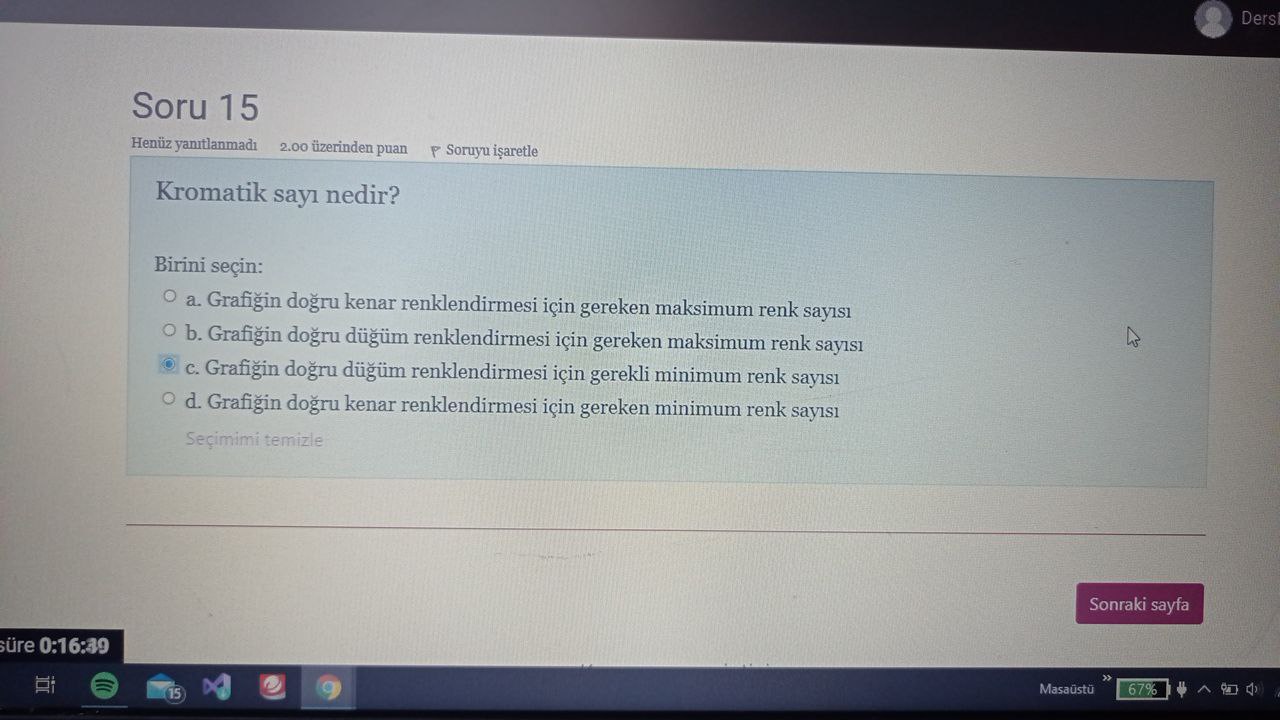 Dersl
Soru 15
Henüz yanıtlanmadı 2.00 üzerinden puan Soruyu işaretle
Kromatik sayı nedir?
Birini seçin:
a. Grafiğin doğru kenar renklendirmesi için gereken maksimum renk sayısı
b. Grafiğin doğru düğüm renklendirmesi için gereken maksimum renk sayısı
c. Grafiğin doğru düğüm renklendirmesi için gerekli minimum renk sayısı
d. Grafiğin doğru kenar renklendirmesi için gereken minimum renk sayısı
Seçimimi temizle
Sonraki sayfa
süre 0:16:
15 Masaüstü » 67%